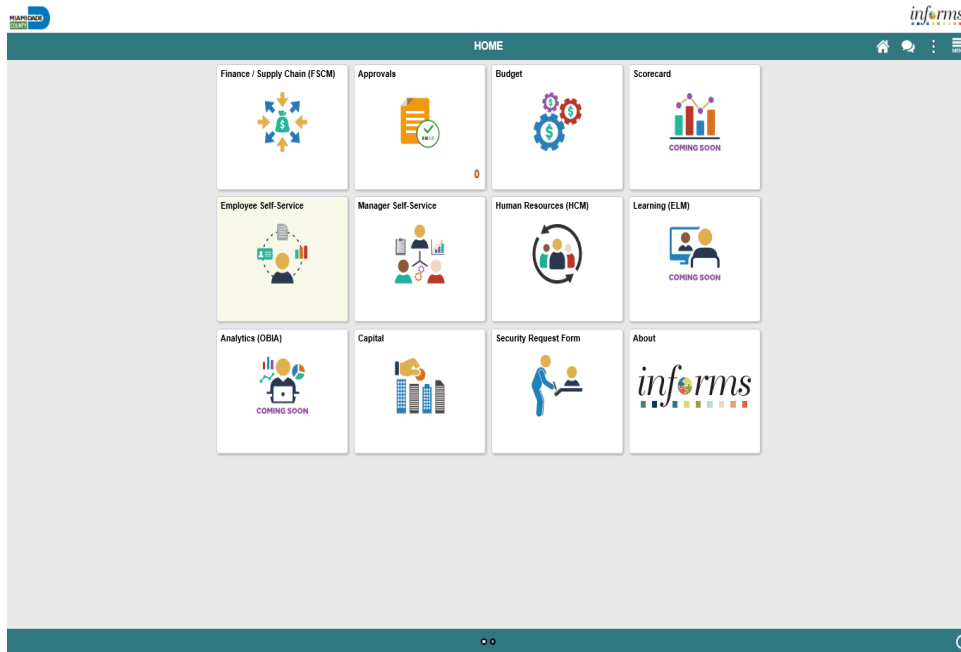 MIAMI-DADE
COUNTY
informs
HOME
MENU
Finance / Supply Chain (FSCM)
Approvals
Budget
Scorecard
COMING SOON
0
Employee Self-Service
Manager Self-Service
Human Resources (HCM)
Learning (ELM)
COMING SOON
Analytics (OBIA)
Capital
Security Request Form
About
COMING SOON
informs